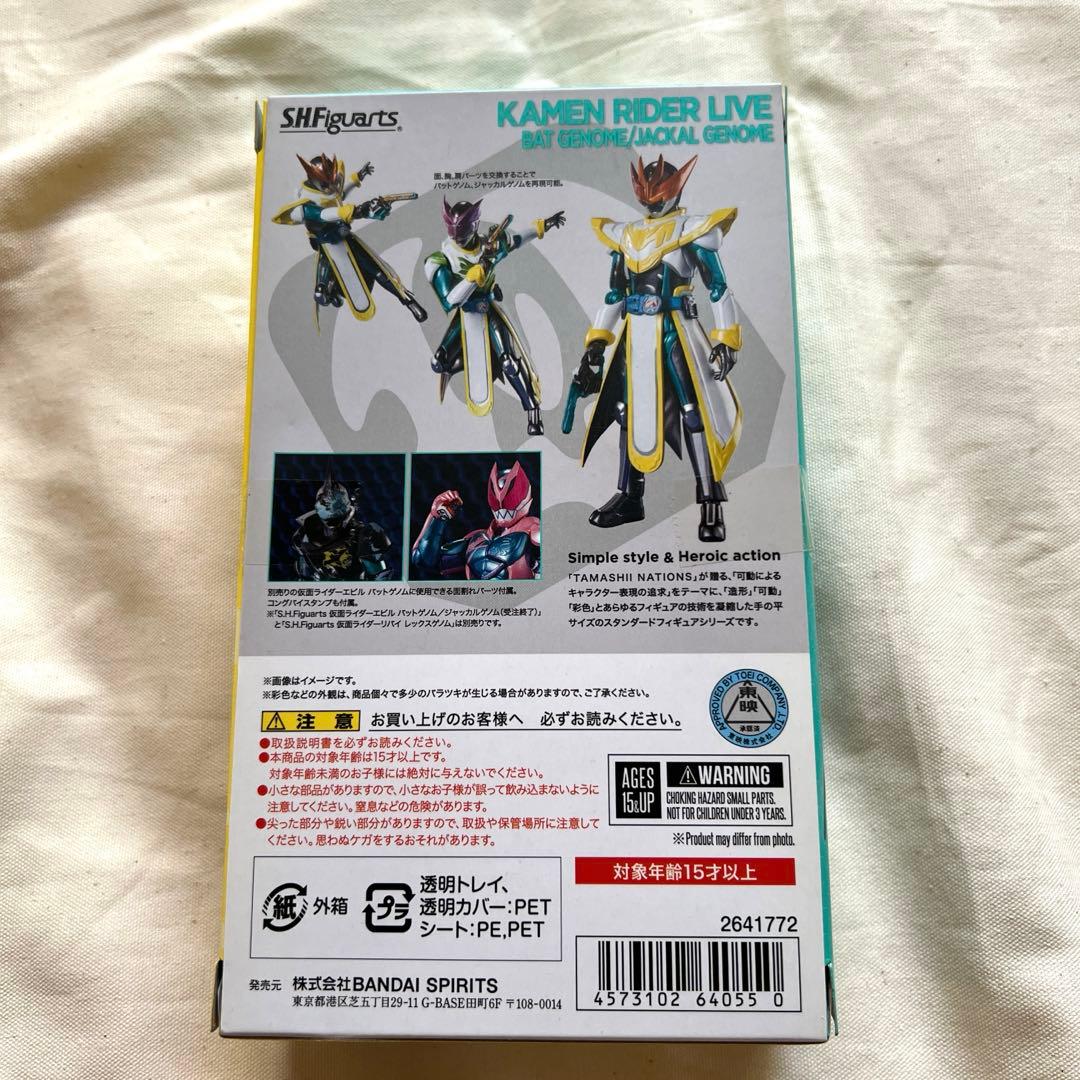 S.H.Figuarts®
KAMEN RIDER LIVE
BAT GENOME/JACKAL GENOME
面、胸、肩パーツを交換することで
バットゲノム、ジャッカルゲノムを再現可能。
別売りの仮面ライダーエビル バットゲノムに使用できる面割れパーツ付属。
コングバイスタンプも付属。
※「S.H.Figuarts 仮面ライダーエビル バットゲノム／ジャッカルゲノム(受注終了)」
と「S.H.Figuarts 仮面ライダーリバイ レックスゲノム」は別売りです。
Simple style & Heroic action
「TAMASHII NATIONS」が贈る、「可動による
キャラクター表現の追求」をテーマに、「造形」「可動」
「彩色」とあらゆるフィギュアの技術を凝縮した手の平
サイズのスタンダードフィギュアシリーズです。
※画像はイメージです。
※彩色などの外観は、商品個々で多少のバラツキが生じる場合がありますので、ご了承ください。
APPROVED BY TOEI COMPANY, LTD.
東映
承認済
東映株式会社
注意 お買い上げのお客様へ 必ずお読みください。
●取扱説明書を必ずお読みください。
●本商品の対象年齢は15才以上です。
対象年齢未満のお子様には絶対に与えないでください。
●小さな部品がありますので、小さなお子様が誤って飲み込まないように
注意してください。窒息などの危険があります。
●尖った部分や鋭い部分がありますので、取扱や保管場所に注意して
ください。思わぬケガをするおそれがあります。
AGES
15&UP
WARNING
CHOKING HAZARD SMALL PARTS.
NOT FOR CHILDREN UNDER 3 YEARS.
※Product may differ from photo.
対象年齢15才以上
紙 外箱
プラ
透明トレイ、
透明カバー:PET
シート:PE,PET
2641772
4573102 64055 0
発売元 株式会社BANDAI SPIRITS
東京都港区芝五丁目29-11 G-BASE田町6F 〒108-0014